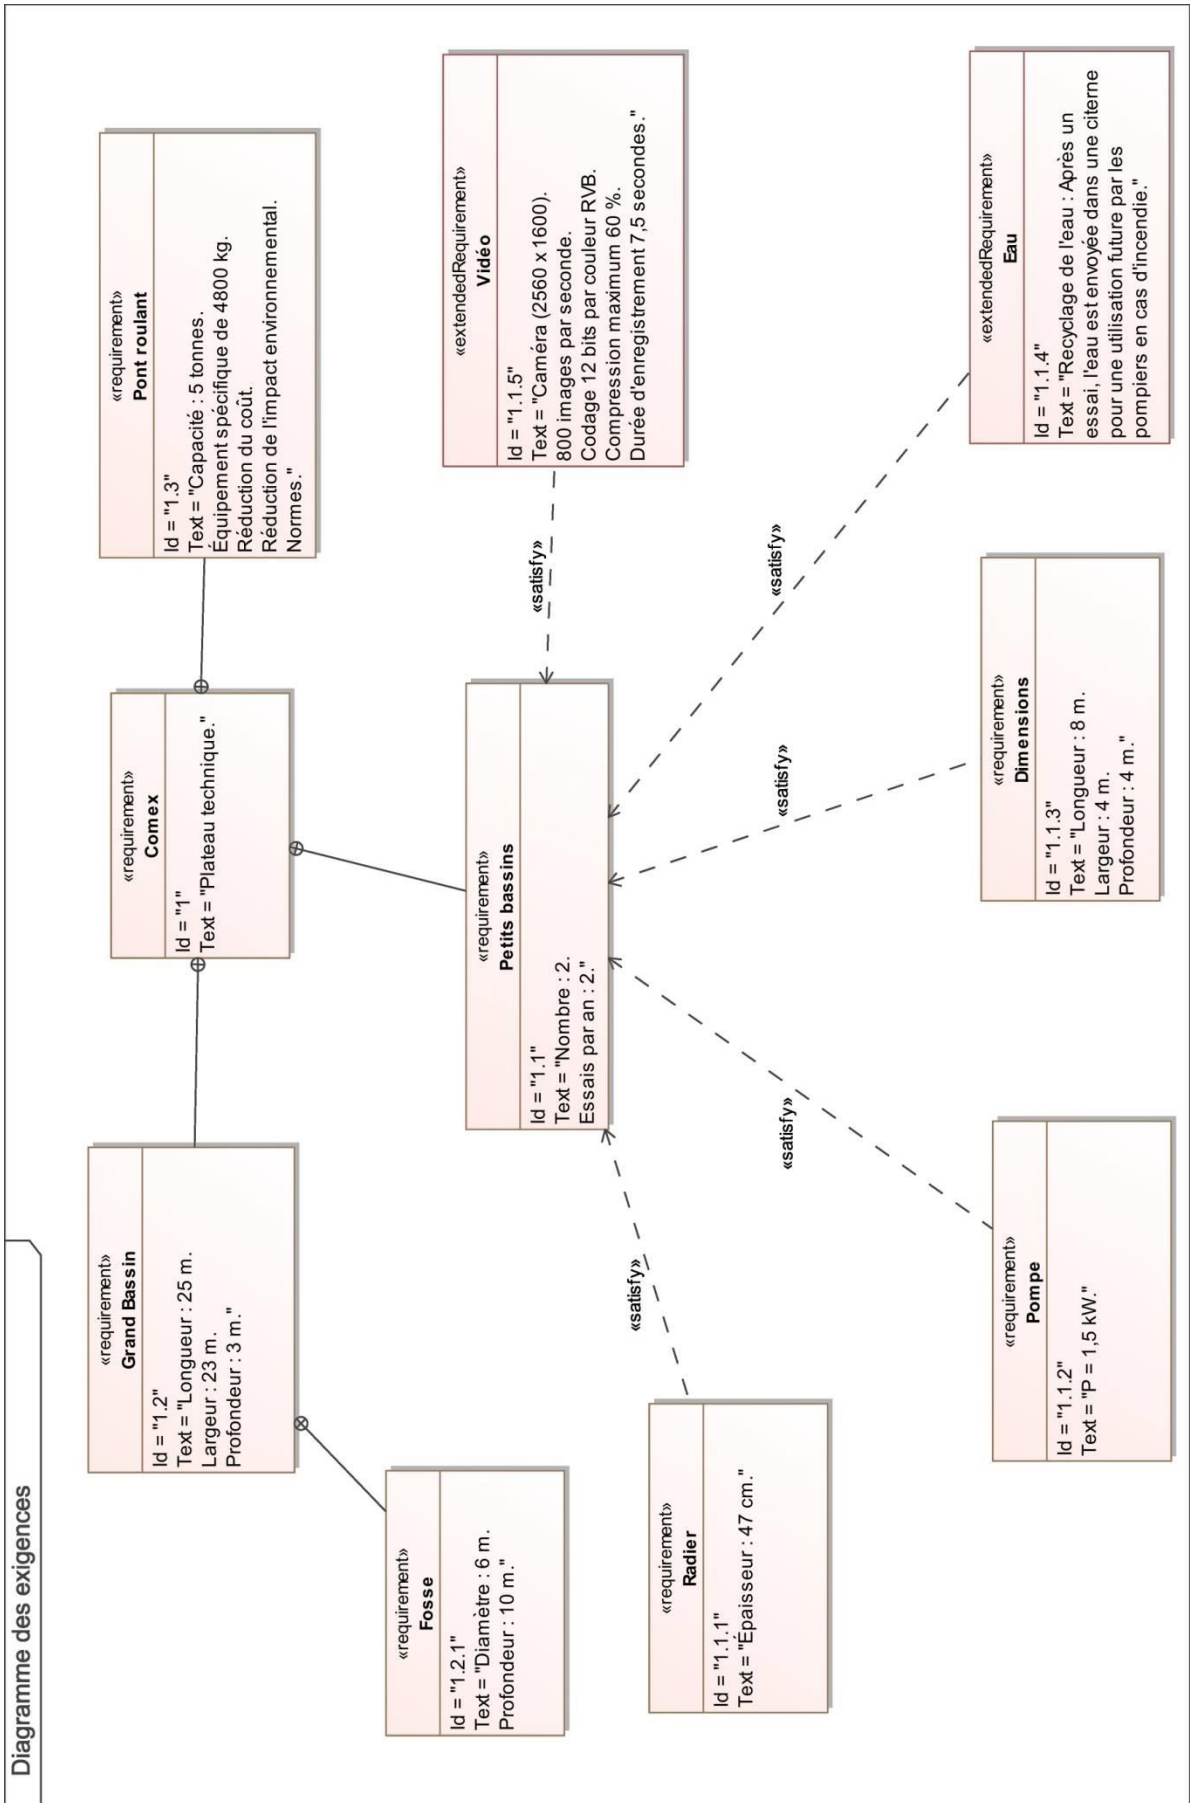 Diagramme des exigences
«requirement»
Grand Bassin
Id = "1.2"
Text = "Longueur : 25 m.
Largeur : 23 m.
Profondeur : 3 m."
«requirement»
Comex
Id = "1"
Text = "Plateau technique."
«requirement»
Pont roulant
Id = "1.3"
Text = "Capacité : 5 tonnes.
Équipement spécifique de 4800 kg.
Réduction du coût.
Réduction de l'impact environnemental.
Normes."
«requirement»
Fosse
Id = "1.2.1"
Text = "Diamètre : 6 m.
Profondeur : 10 m."
«requirement»
Petits bassins
Id = "1.1"
Text = "Nombre : 2.
Essais par an : 2."
«satisfy»
«extendedRequirement»
Vidéo
Id = "1.1.5"
Text = "Caméra (2560 x 1600).
800 images par seconde.
Codage 12 bits par couleur RVB.
Compression maximum 60 %.
Durée d'enregistrement 7,5 secondes."
«satisfy»
«requirement»
Radier
Id = "1.1.1"
Text = "Épaisseur : 47 cm."
«satisfy»
«satisfy»
«satisfy»
«requirement»
Pompe
Id = "1.1.2"
Text = "P = 1,5 kW."
«requirement»
Dimensions
Id = "1.1.3"
Text = "Longueur : 8 m.
Largeur : 4 m.
Profondeur : 4 m."
«extendedRequirement»
Eau
Id = "1.1.4"
Text = "Recyclage de l'eau : Après un
essai, l'eau est envoyée dans une citerne
pour une utilisation future par les
pompiers en cas d'incendie."